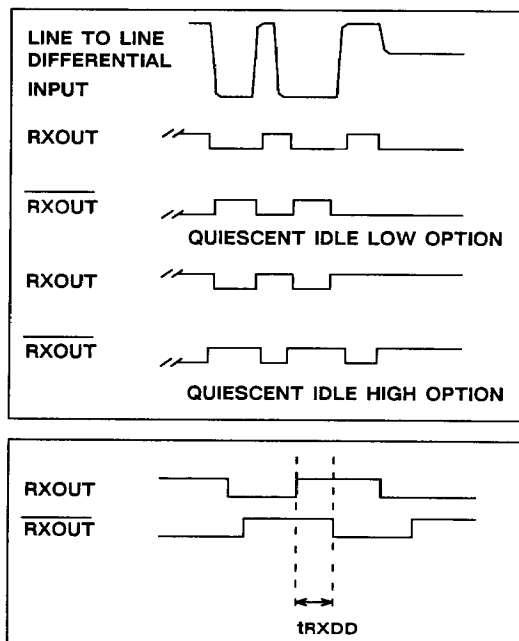 LINE TO LINE
DIFFERENTIAL
INPUT
RXOUT
RXOUT
QUIESCENT IDLE LOW OPTION
RXOUT
RXOUT
QUIESCENT IDLE HIGH OPTION
RXOUT
RXOUT
tRXDD